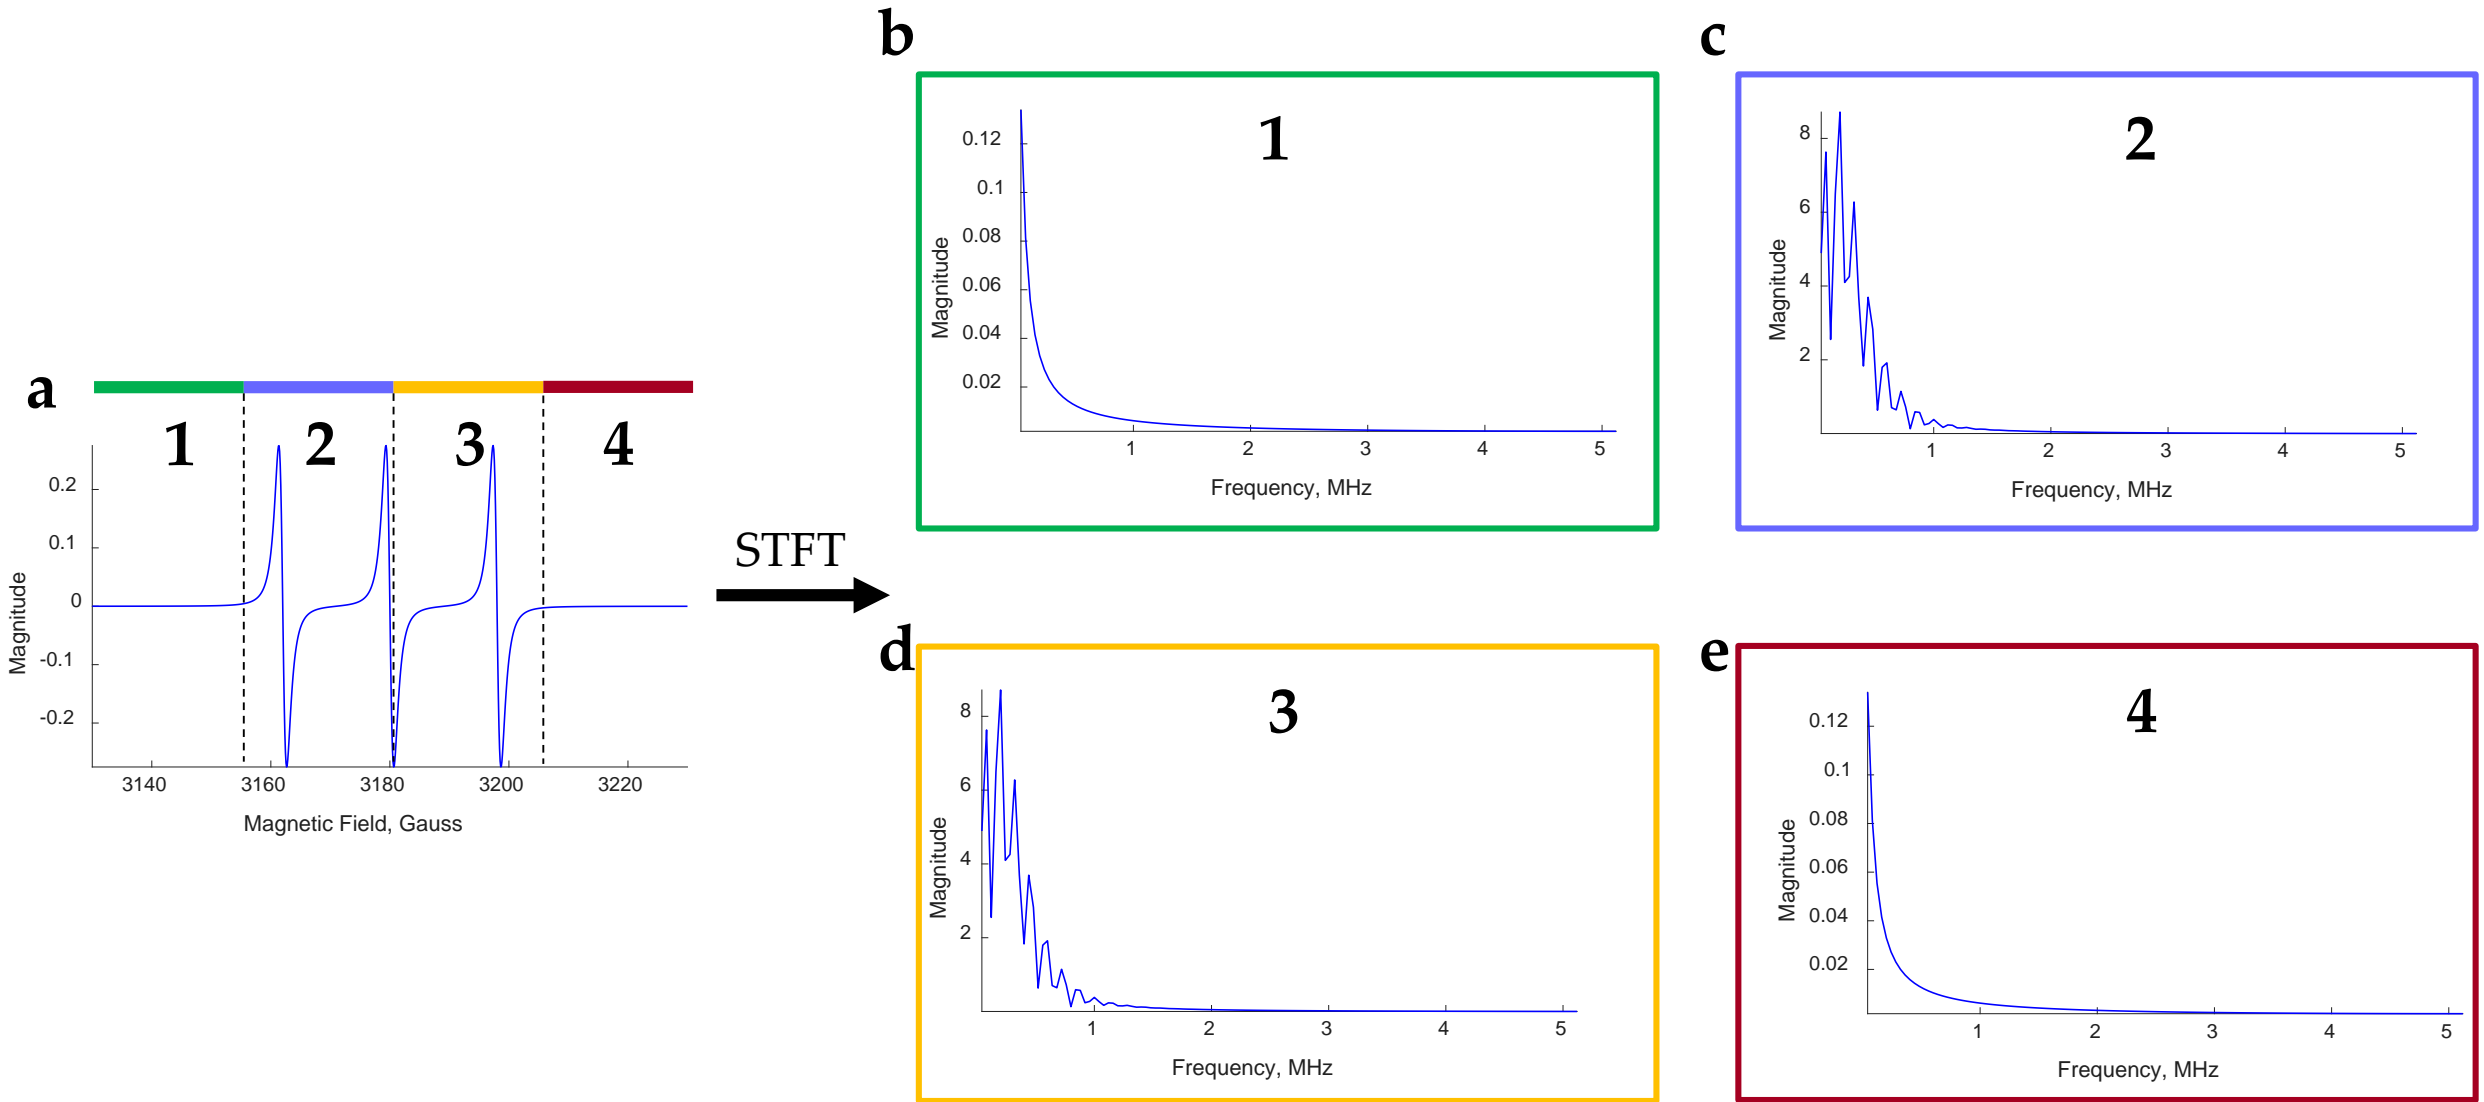 a
1 2 3 4
0.2
0.1
0
-0.1
-0.2
Magnitude
3140 3160 3180 3200 3220
Magnetic Field, Gauss
STFT
b
1
0.12
0.1
0.08
0.06
0.04
0.02
Magnitude
1 2 3 4 5
Frequency, MHz
c
2
8
6
4
2
Magnitude
1 2 3 4 5
Frequency, MHz
d
3
8
6
4
2
Magnitude
1 2 3 4 5
Frequency, MHz
e
4
0.12
0.1
0.08
0.06
0.04
0.02
Magnitude
1 2 3 4 5
Frequency, MHz